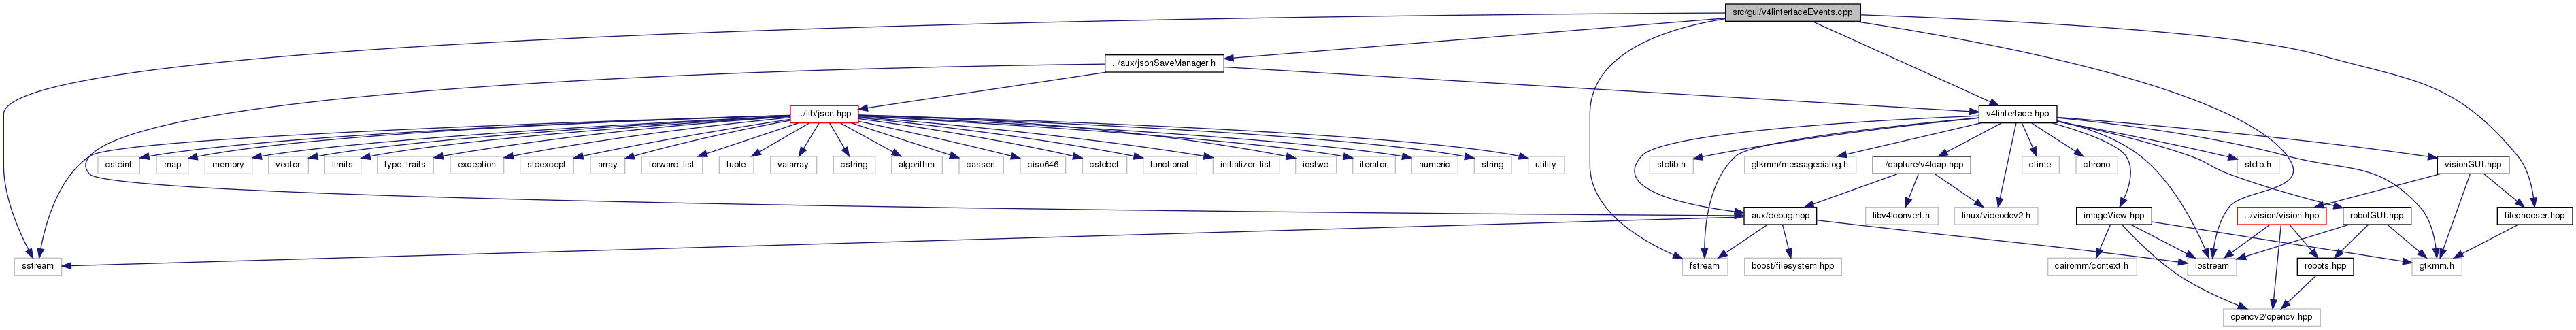 src/gui/v4linterfaceEvents.cpp
../aux/jsonSaveManager.h
../lib/json.hpp
v4linterface.hpp
cstdint
map
memory
vector
limits
type_traits
exception
stdexcept
array
forward_list
tuple
valarray
cstring
algorithm
cassert
ciso646
cstddef
functional
initializer_list
iosfwd
iterator
numeric
string
utility
stdlib.h
gtkmm/messagedialog.h
../capture/v4lcap.hpp
ctime
chrono
stdio.h
visionGUI.hpp
aux/debug.hpp
libv4lconvert.h
linux/videodev2.h
imageView.hpp
../vision/vision.hpp
robotGUI.hpp
filechooser.hpp
sstream
fstream
boost/filesystem.hpp
cairomm/context.h
iostream
robots.hpp
gtkmm.h
opencv2/opencv.hpp